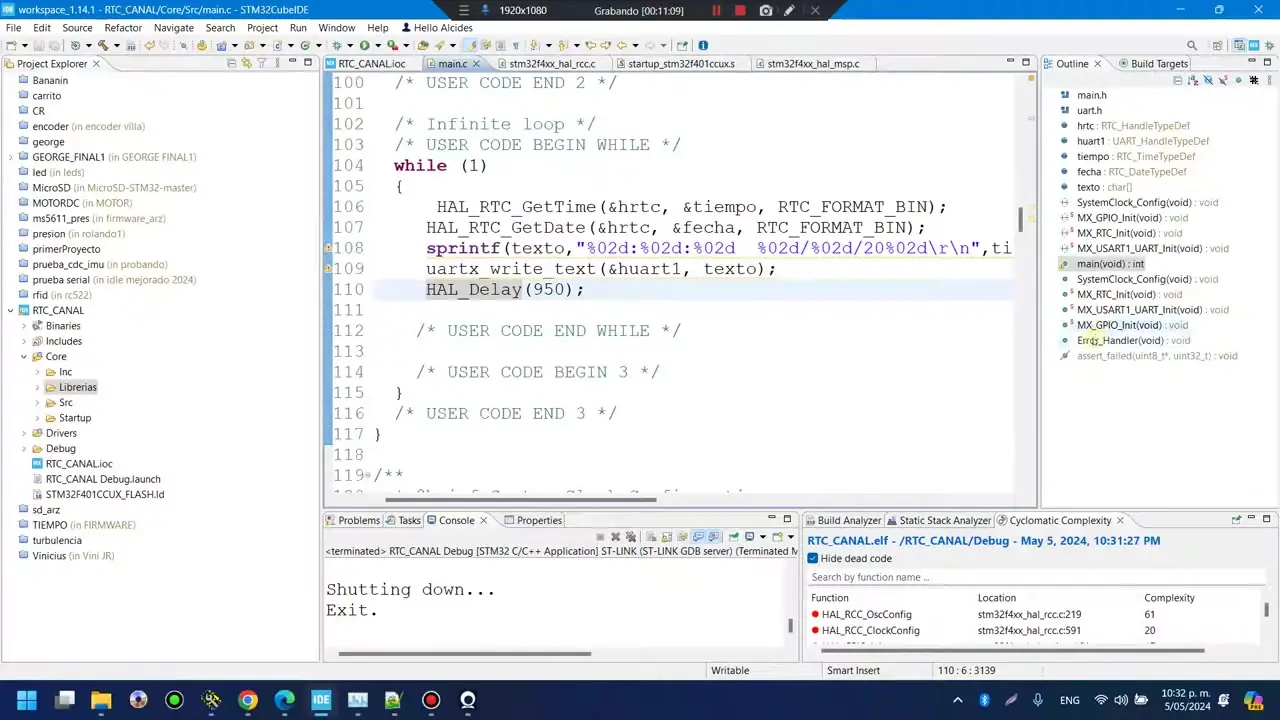 workspace_1.14.1 - RTC_CANAL/Core/Src/main.c - STM32CubeIDE
1920x1080
Grabando [00:11:09]
File Edit Source Refactor Navigate Search Project Run Window Help Hello Alcides
Project Explorer
Bananin
carrito
CR
encoder (in encoder villa)
george
GEORGE_FINAL1 (in GEORGE FINAL1)
led (in leds)
MicroSD (in MicroSD-STM32-master)
MOTORDC (in MOTOR)
ms5611_pres (in firmware_arz)
presion (in rolando1)
primerProyecto
prueba_cdc_imu (in probando)
prueba serial (in idle mejorado 2024)
rfid (in rc522)
RTC_CANAL
Binaries
Includes
Core
Inc
Librerias
Src
Startup
Drivers
Debug
RTC_CANAL.ioc
RTC_CANAL Debug.launch
STM32F401CCUX_FLASH.ld
sd_arz
TIEMPO (in FIRMWARE)
turbulencia
Vinicius (in Vini JR)
RTC_CANAL.ioc main.c stm32f4xx_hal_rcc.c startup_stm32f401ccux.s stm32f4xx_hal_msp.c
100 /* USER CODE END 2 */
101
102 /* Infinite loop */
103 /* USER CODE BEGIN WHILE */
104 while (1)
105 {
106 HAL_RTC_GetTime(&hrtc, &tiempo, RTC_FORMAT_BIN);
107 HAL_RTC_GetDate(&hrtc, &fecha, RTC_FORMAT_BIN);
108 sprintf(texto,"%02d:%02d:%02d  %02d/%02d/20%02d\r\n",ti
109 uartx_write_text(&huart1, texto);
110 HAL_Delay(950);
111
112 /* USER CODE END WHILE */
113
114 /* USER CODE BEGIN 3 */
115 }
116 /* USER CODE END 3 */
117 }
118
119 /**
Outline Build Targets
main.h
uart.h
hrtc : RTC_HandleTypeDef
huart1 : UART_HandleTypeDef
tiempo : RTC_TimeTypeDef
fecha : RTC_DateTypeDef
texto : char[]
SystemClock_Config(void) : void
MX_GPIO_Init(void) : void
MX_RTC_Init(void) : void
MX_USART1_UART_Init(void) : void
main(void) : int
SystemClock_Config(void) : void
MX_RTC_Init(void) : void
MX_USART1_UART_Init(void) : void
MX_GPIO_Init(void) : void
Error_Handler(void) : void
assert_failed(uint8_t*, uint32_t) : void
Problems Tasks Console Properties
<terminated> RTC_CANAL Debug [STM32 C/C++ Application] ST-LINK (ST-LINK GDB server) (Terminated M
Shutting down...
Exit.
Build Analyzer Static Stack Analyzer Cyclomatic Complexity
RTC_CANAL.elf - /RTC_CANAL/Debug - May 5, 2024, 10:31:27 PM
Hide dead code
Search by function name ...
Function Location Complexity
HAL_RCC_OscConfig stm32f4xx_hal_rcc.c:219 61
HAL_RCC_ClockConfig stm32f4xx_hal_rcc.c:591 20
Writable Smart Insert 110 : 6 : 3139
IDE
ENG
10:32 p. m.
5/05/2024